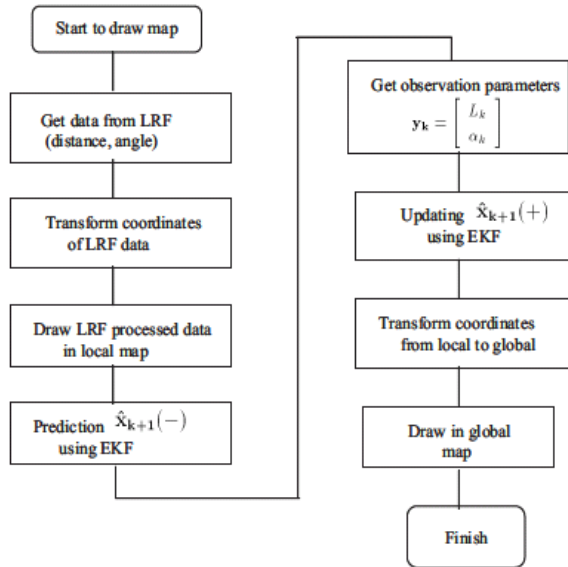 Start to draw map
Get data from LRF
(distance, angle)
Transform coordinates
of LRF data
Draw LRF processed data
in local map
Prediction x̂ₖ₊₁(−)
using EKF
Get observation parameters
yₖ = [ Lₖ
αₖ ]
Updating x̂ₖ₊₁(+)
using EKF
Transform coordinates
from local to global
Draw in global
map
Finish